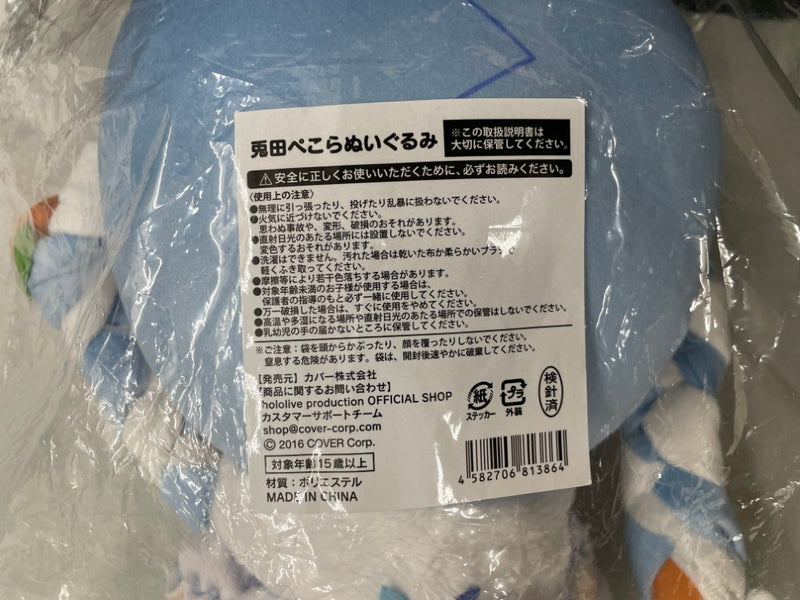 兎田ぺこらぬいぐるみ
※この取扱説明書は
大切に保管してください。
⚠安全に正しくお使いいただくために、必ずお読みください。
〈使用上の注意〉
●無理に引っ張ったり、投げたり乱暴に扱わないでください。
●火気に近づけないでください。
思わぬ事故や、変形、破損のおそれがあります。
●直射日光のあたる場所には設置しないでください。
変色するおそれがあります。
●洗濯はできません。汚れた場合は乾いた布か柔らかいブラシで
軽くふき取ってください。
●摩擦等により若干色落ちする場合があります。
●対象年齢未満のお子様が使用する場合は、
保護者の指導のもと必ず一緒に使用してください。
●万一破損した場合は、すぐに使用をやめてください。
●高温や多湿になる場所や直射日光のあたる場所での保管はしないでください。
●乳幼児の手の届かないところに保管してください。
※ご注意：袋を頭からかぶったり、顔を覆ったりしないでください。
窒息する危険があります。袋は、開封後速やかに破棄してください。
【発売元】カバー株式会社
【商品に関するお問い合わせ】
hololive production OFFICIAL SHOP
カスタマーサポートチーム
shop@cover-corp.com
© 2016 COVER Corp.
対象年齢15歳以上
材質：ポリエステル
MADE IN CHINA
紙
ステッカー
プラ
外装
検針済
4 582706 813864